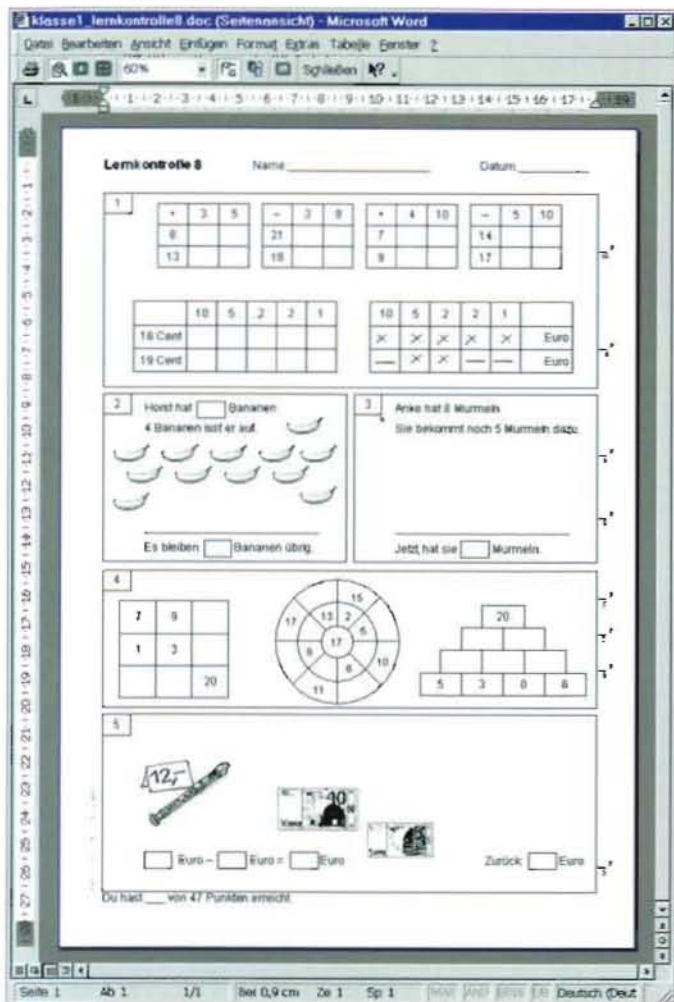 klasse1_lernkontrolle8.doc (Seitenansicht) - Microsoft Word
Datei Bearbeiten Ansicht Einfügen Format Extras Tabelle Fenster ?
60% Schließen
Lernkontrolle 8 Name Datum
1
+ 3 5 − 3 8 + 4 10 − 5 10
8 21 7 14
13 18 9 17
10 5 2 2 1 10 5 2 2 1
16 Cent × × × × × Euro
19 Cent — × × — — Euro
2 Horst hat Bananen
4 Bananen isst er auf.
Es bleiben Bananen übrig.
3 Anke hat 8 Murmeln.
Sie bekommt noch 5 Murmeln dazu.
Jetzt hat sie Murmeln.
4
7 9
1 3
20
15
17 13 2
17
10
11
20
5 3 0 6
5
12,-
10
Euro − Euro = Euro Zurück: Euro
Du hast ___ von 47 Punkten erreicht.
Seite 1 Ab 1 1/1 Bei 0,9 cm Ze 1 Sp 1 Deutsch (Deut